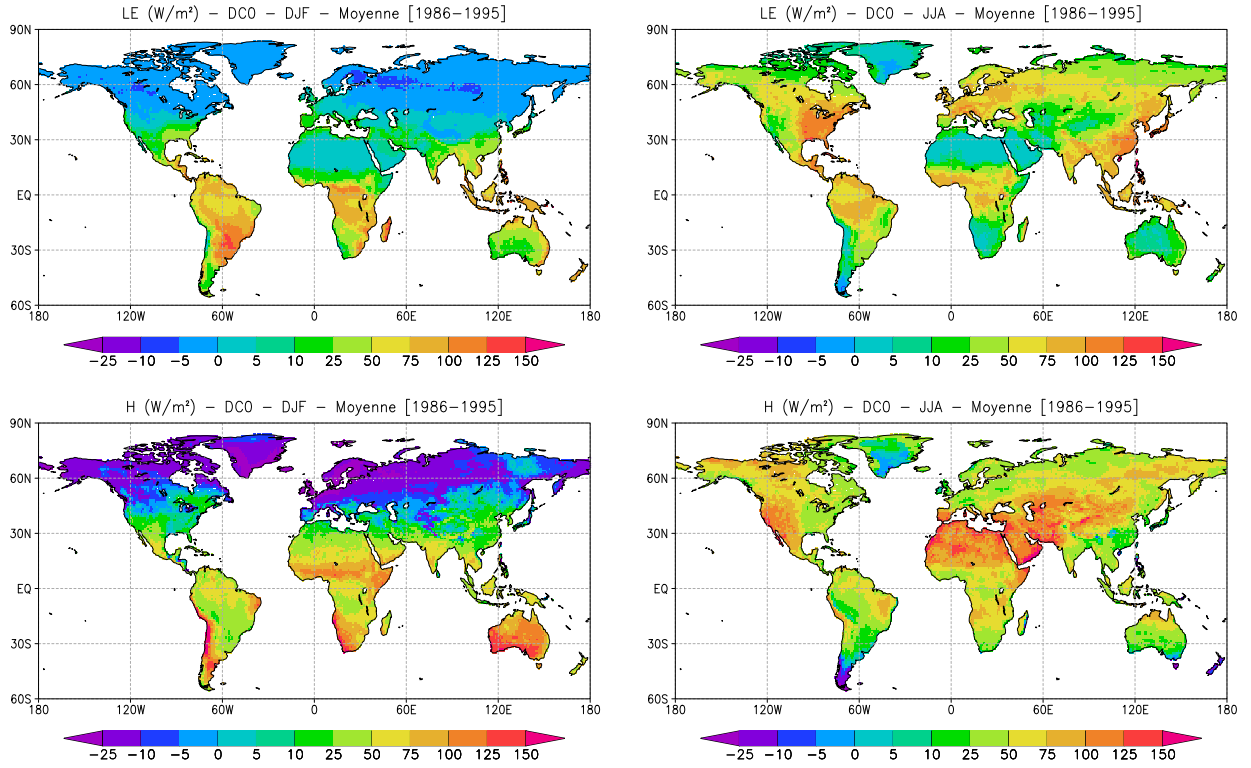 LE (W/m²) − DCO − DJF − Moyenne [1986−1995]
LE (W/m²) − DCO − JJA − Moyenne [1986−1995]
90N
60N
30N
EQ
30S
60S
180 120W 60W 0 60E 120E 180
90N
60N
30N
EQ
30S
60S
180 120W 60W 0 60E 120E 180
−25 −10 −5 0 5 10 25 50 75 100 125 150
−25 −10 −5 0 5 10 25 50 75 100 125 150
H (W/m²) − DCO − DJF − Moyenne [1986−1995]
H (W/m²) − DCO − JJA − Moyenne [1986−1995]
90N
60N
30N
EQ
30S
60S
180 120W 60W 0 60E 120E 180
90N
60N
30N
EQ
30S
60S
180 120W 60W 0 60E 120E 180
−25 −10 −5 0 5 10 25 50 75 100 125 150
−25 −10 −5 0 5 10 25 50 75 100 125 150